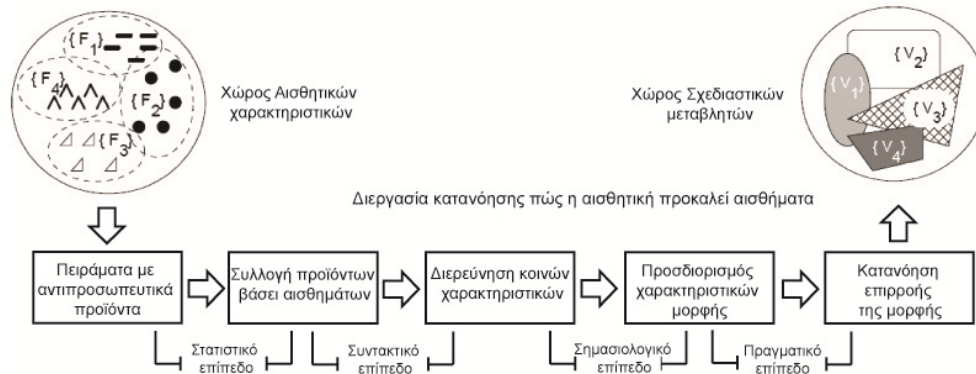 { F₁}
{ F₄}
{ F₂}
{ F₃}
Χώρος Αισθητικών
χαρακτηριστικών
Χώρος Σχεδιαστικών
μεταβλητών
{ V₂}
{ V₁}
{ V₃}
{ V₄}
Διεργασία κατανόησης πώς η αισθητική προκαλεί αισθήματα
Πειράματα με
αντιπροσωπευτικά
προϊόντα
Συλλογή προϊόντων
βάσει αισθημάτων
Διερεύνηση κοινών
χαρακτηριστικών
Προσδιορισμός
χαρακτηριστικών
μορφής
Κατανόηση
επιρροής
της μορφής
Στατιστικό
επίπεδο
Συντακτικό
επίπεδο
Σημασιολογικό
επίπεδο
Πραγματικό
επίπεδο